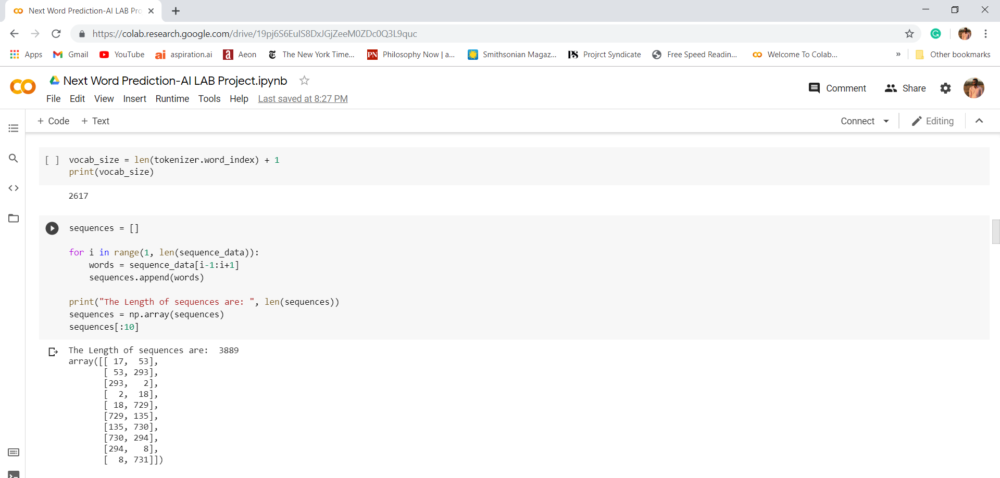 Next Word Prediction-AI LAB Pro
https://colab.research.google.com/drive/19pj6S6EuIS8DxJGjZeeM0ZDc0Q3L9quc
Apps Gmail YouTube aspiration.ai Aeon The New York Time... Philosophy Now | a... Smithsonian Magaz... Projrct Syndicate Free Speed Readin... Welcome To Colab... » Other bookmarks
Next Word Prediction-AI LAB Project.ipynb
Comment Share
File Edit View Insert Runtime Tools Help Last saved at 8:27 PM
+ Code + Text Connect Editing
[ ] vocab_size = len(tokenizer.word_index) + 1
print(vocab_size)
2617
sequences = []
for i in range(1, len(sequence_data)):
    words = sequence_data[i-1:i+1]
    sequences.append(words)
print("The Length of sequences are: ", len(sequences))
sequences = np.array(sequences)
sequences[:10]
The Length of sequences are:  3889
array([[ 17,  53],
       [ 53, 293],
       [293,   2],
       [  2,  18],
       [ 18, 729],
       [729, 135],
       [135, 730],
       [730, 294],
       [294,   8],
       [  8, 731]])